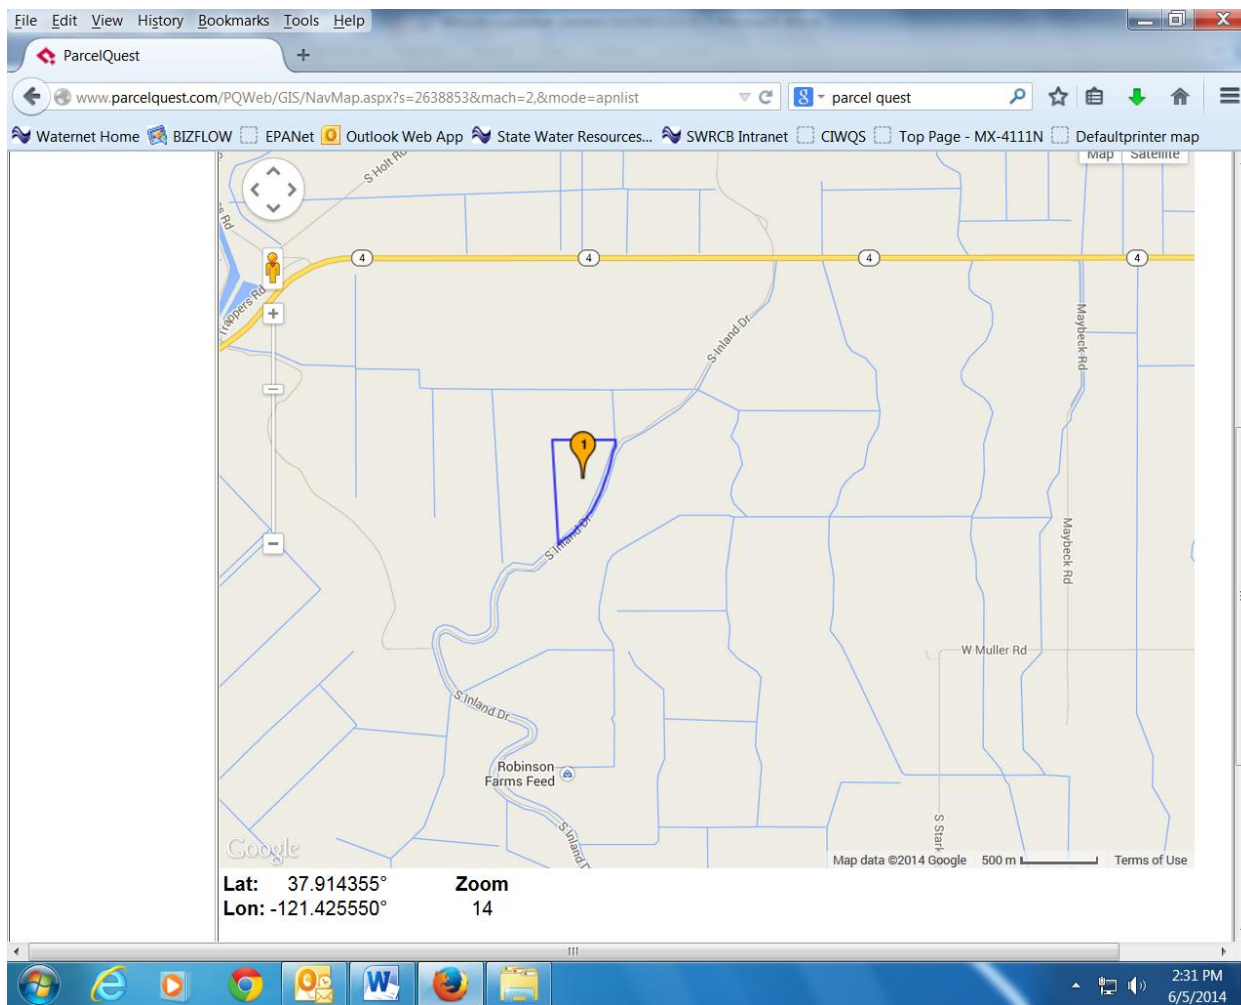 File Edit View History Bookmarks Tools Help
ParcelQuest
www.parcelquest.com/PQWeb/GIS/NavMap.aspx?s=2638853&mach=2,&mode=apnlist
8 parcel quest
Waternet Home BIZFLOW EPANet Outlook Web App State Water Resources... SWRCB Intranet CIWQS Top Page - MX-4111N Defaultprinter map
Map Satellite
S Holt Rd
4 4 4 4
Trappers Rd
S Inland Dr
Maybeck Rd
1
S Inland Dr
Maybeck Rd
W Muller Rd
S Inland Dr
Robinson
Farms Feed
S Inland Dr
S Stark
Google
Map data ©2014 Google 500 m Terms of Use
Lat: 37.914355° Zoom
Lon: -121.425550° 14
2:31 PM
6/5/2014